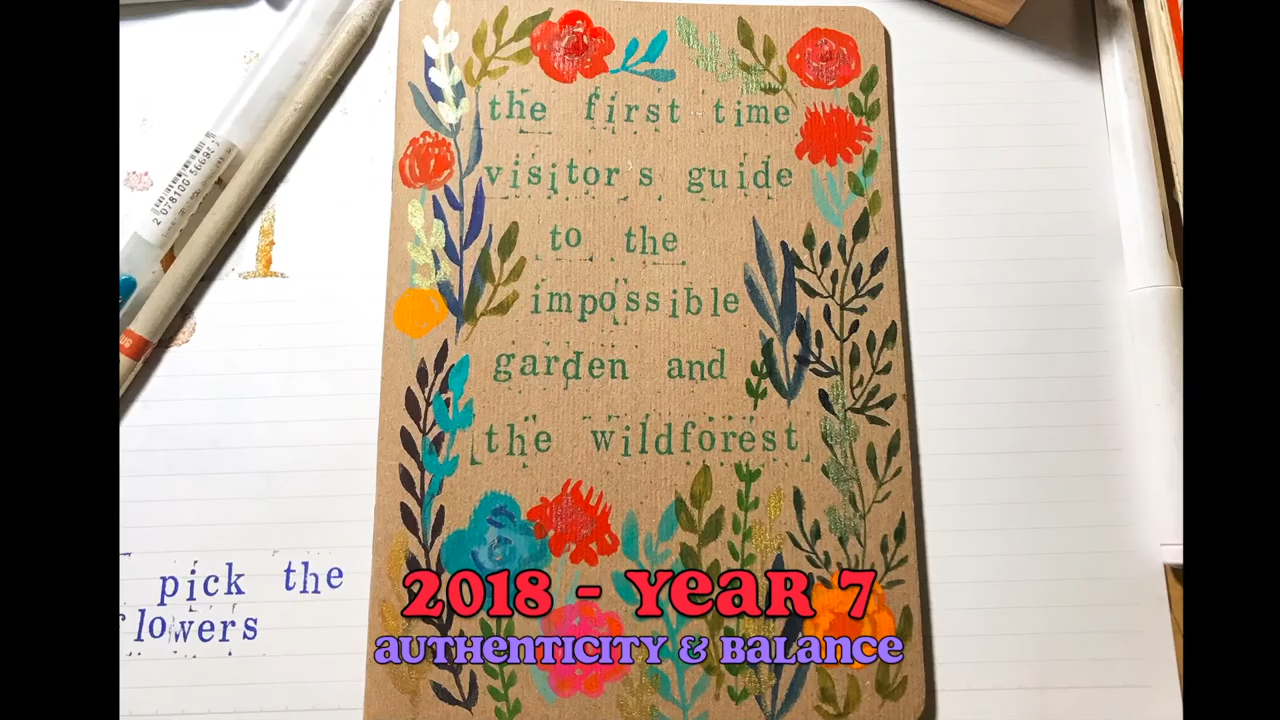 the first time
visitor's guide
to the
impossible
garden and
the wildforest
pick the
flowers
2018 - Year 7
Authenticity & Balance